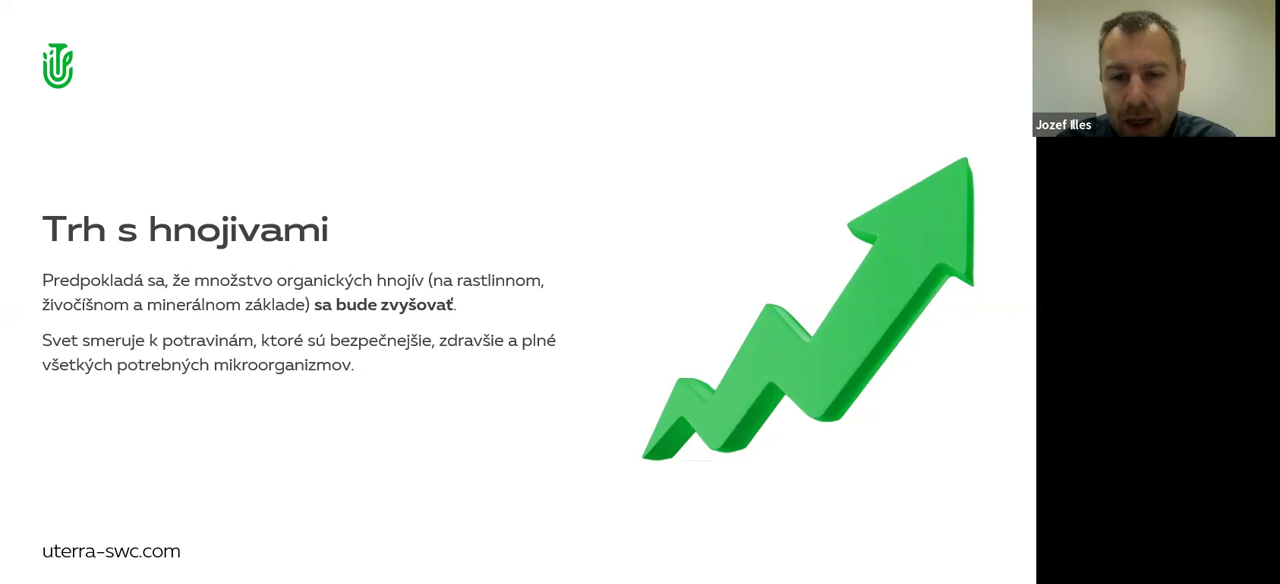 Trh s hnojivami
Predpokladá sa, že množstvo organických hnojív (na rastlinnom,
živočíšnom a minerálnom základe) sa bude zvyšovať.
Svet smeruje k potravinám, ktoré sú bezpečnejšie, zdravšie a plné
všetkých potrebných mikroorganizmov.
uterra-swc.com
Jozef Illes